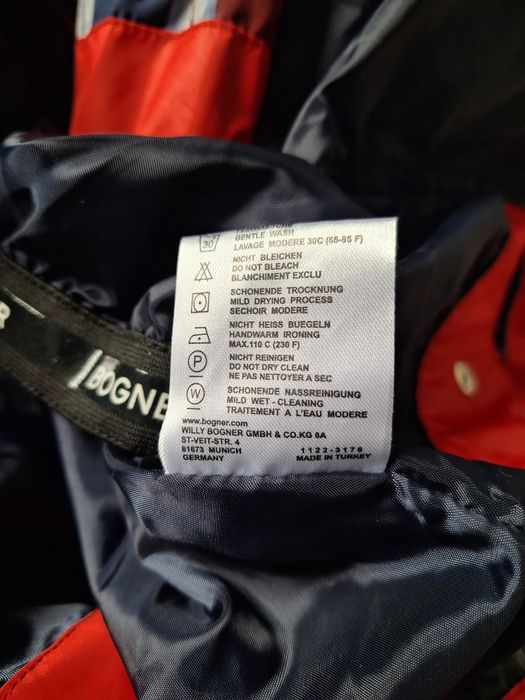 GENTLE WASH
30 LAVAGE MODERE 30C (55-85 F)
NICHT BLEICHEN
DO NOT BLEACH
BLANCHIMENT EXCLU
SCHONENDE TROCKNUNG
MILD DRYING PROCESS
SECHOIR MODERE
NICHT HEISS BUEGELN
HANDWARM IRONING
MAX.110 C (230 F)
NICHT REINIGEN
P DO NOT DRY CLEAN
NE PAS NETTOYER A SEC
SCHONENDE NASSREINIGUNG
W MILD WET - CLEANING
TRAITEMENT A L'EAU MODERE
www.bogner.com
WILLY BOGNER GMBH & CO.KG 8A
ST-VEIT-STR. 4
81673 MUNICH 1122-3178
GERMANY MADE IN TURKEY
R
BOGNE